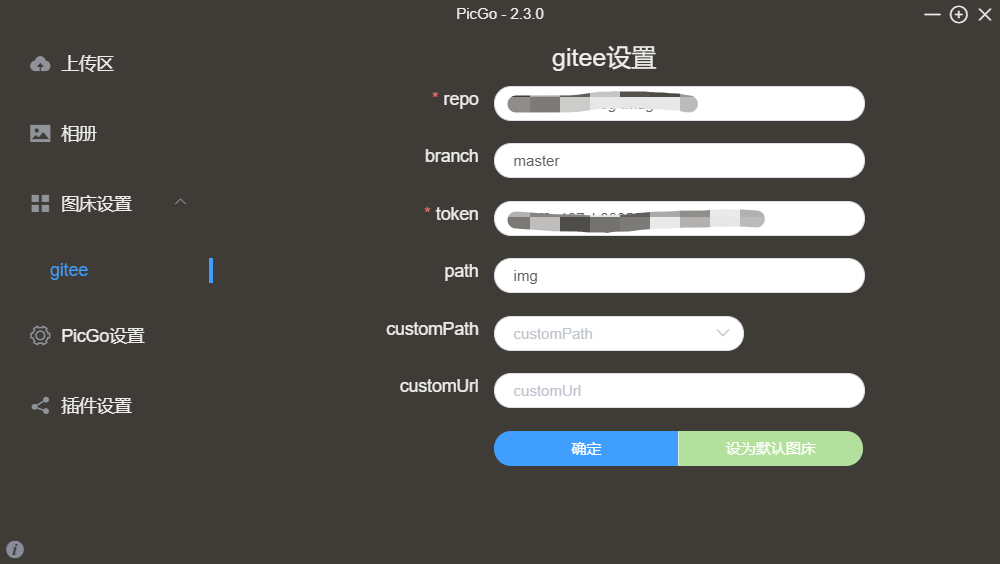 PicGo - 2.3.0
上传区
相册
图床设置
gitee
PicGo设置
插件设置
gitee设置
* repo
branch
master
* token
path
img
customPath
customPath
customUrl
customUrl
确定
设为默认图床